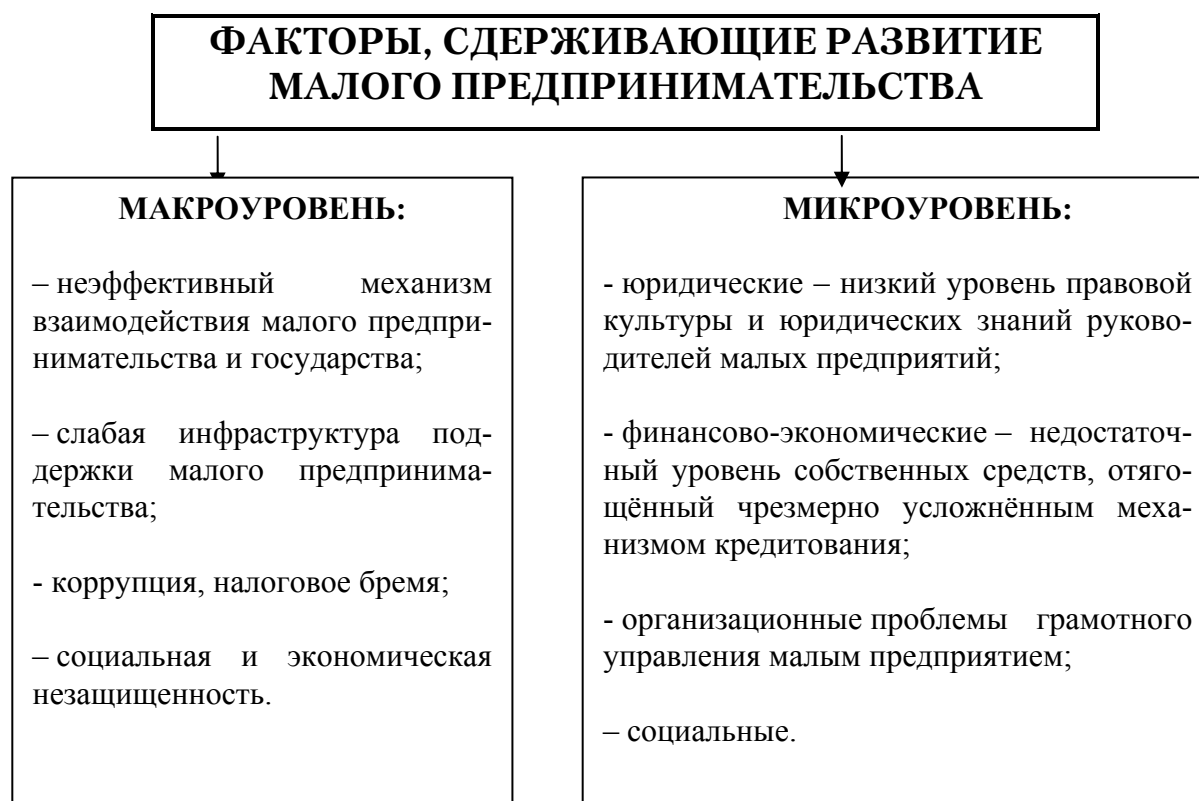 ФАКТОРЫ, СДЕРЖИВАЮЩИЕ РАЗВИТИЕ
МАЛОГО ПРЕДПРИНИМАТЕЛЬСТВА
МАКРОУРОВЕНЬ:
– неэффективный механизм
взаимодействия малого предпри-
нимательства и государства;
– слабая инфраструктура под-
держки малого предпринима-
тельства;
- коррупция, налоговое бремя;
– социальная и экономическая
незащищенность.
МИКРОУРОВЕНЬ:
- юридические – низкий уровень правовой
культуры и юридических знаний руково-
дителей малых предприятий;
- финансово-экономические – недостаточ-
ный уровень собственных средств, отяго-
щённый чрезмерно усложнённым меха-
низмом кредитования;
- организационные проблемы грамотного
управления малым предприятием;
– социальные.